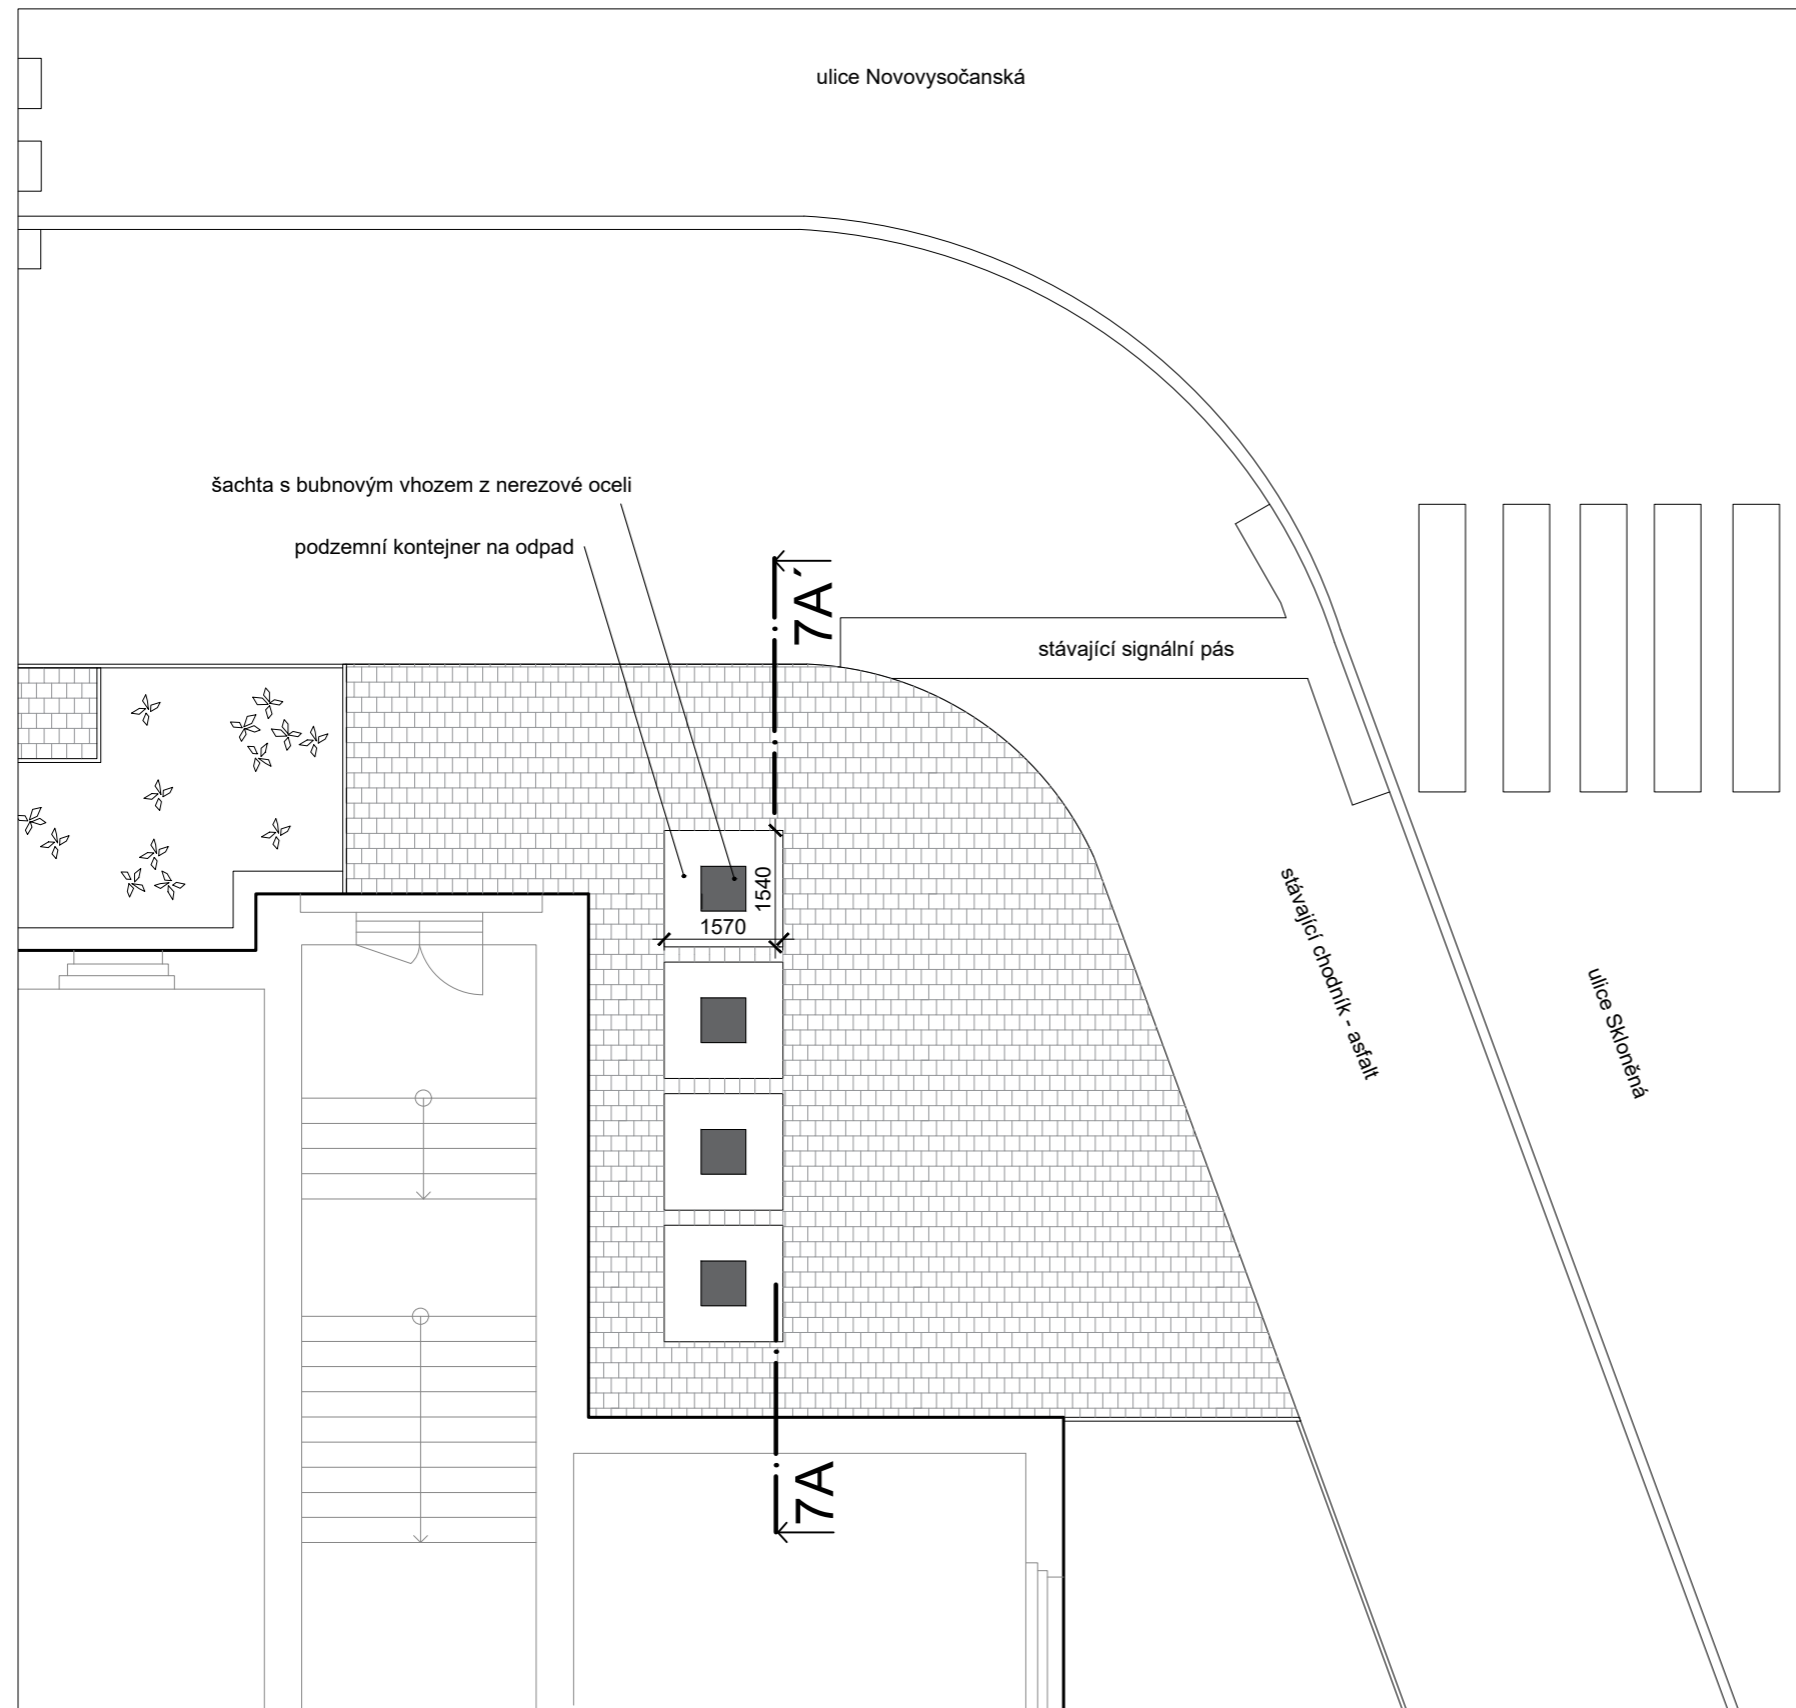 ulice Novovysočanská
šachta s bubnovým vhozem z nerezové oceli
podzemní kontejner na odpad
7A´
stávající signální pás
1540
1570
stávající chodník - asfalt
ulice Skloněná
7A